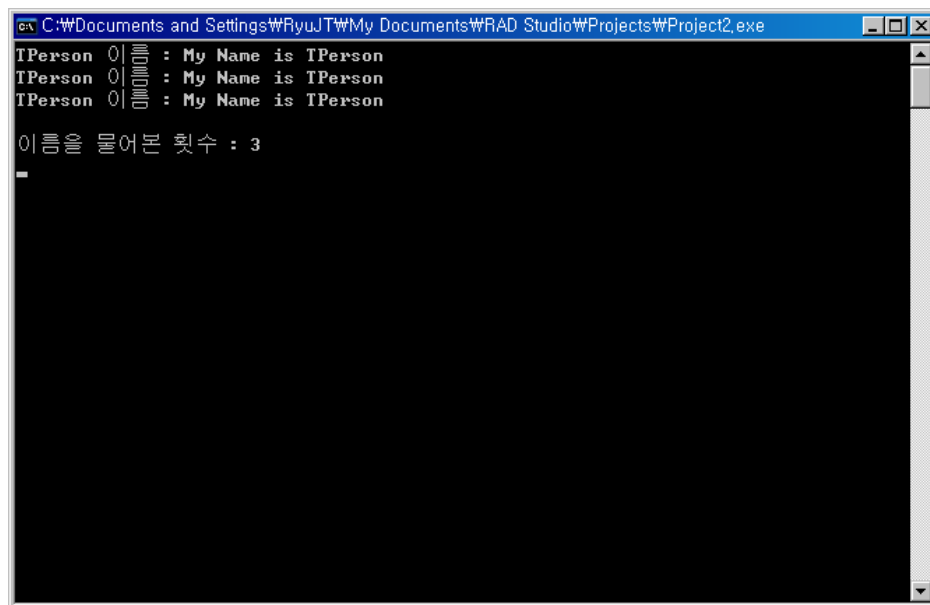 C:₩Documents and Settings₩RyuJT₩My Documents₩RAD Studio₩Projects₩Project2.exe
TPerson 이름 : My Name is TPerson
TPerson 이름 : My Name is TPerson
TPerson 이름 : My Name is TPerson
이름을 물어본 횟수 : 3